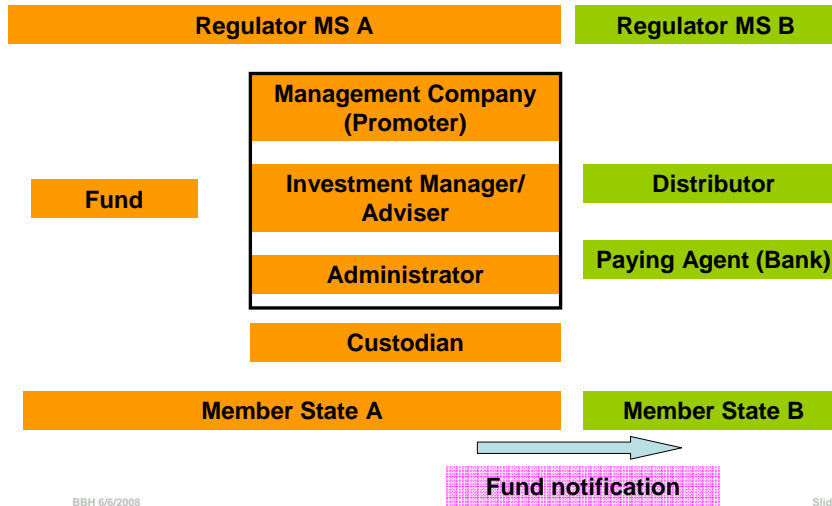 Regulator MS A
Regulator MS B
Management Company
(Promoter)
Fund
Investment Manager/
Adviser
Distributor
Administrator
Paying Agent (Bank)
Custodian
Member State A
Member State B
Fund notification
BBH 6/6/2008
Slid